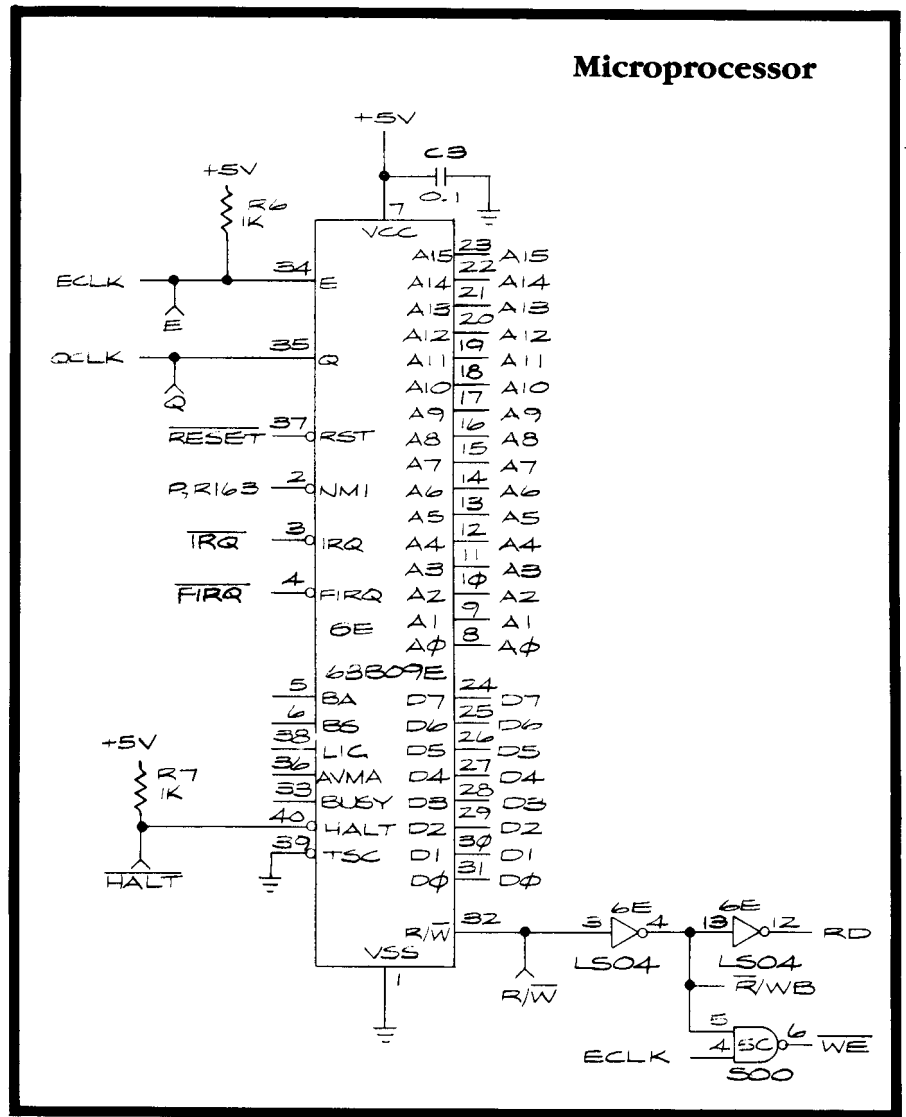 Microprocessor
+5V
C3
0.1
+5V
R6
1K
7
VCC
ECLK
34
E
E
QCLK
35
Q
Q
RESET
37
RST
P,R163
2
NMI
IRQ
3
IRQ
FIRQ
4
FIRQ
6E
63B09E
A15 23 A15
A14 22 A14
A13 21 A13
A12 20 A12
A11 19 A11
A10 18 A10
A9 17 A9
A8 16 A8
A7 15 A7
A6 14 A6
A5 13 A5
A4 12 A4
A3 11 A3
A2 10 A2
A1 9 A1
A0 8 A0
5 BA
6 BS
38 LIC
36 AVMA
33 BUSY
40 HALT
39 TSC
D7 24 D7
D6 25 D6
D5 26 D5
D4 27 D4
D3 28 D3
D2 29 D2
D1 30 D1
D0 31 D0
+5V
R7
1K
HALT
R/W 32
VSS
1
R/W
3 6E 4
LS04
13 6E 12 RD
LS04
R/WB
5
4 5C 6 WE
ECLK
S00